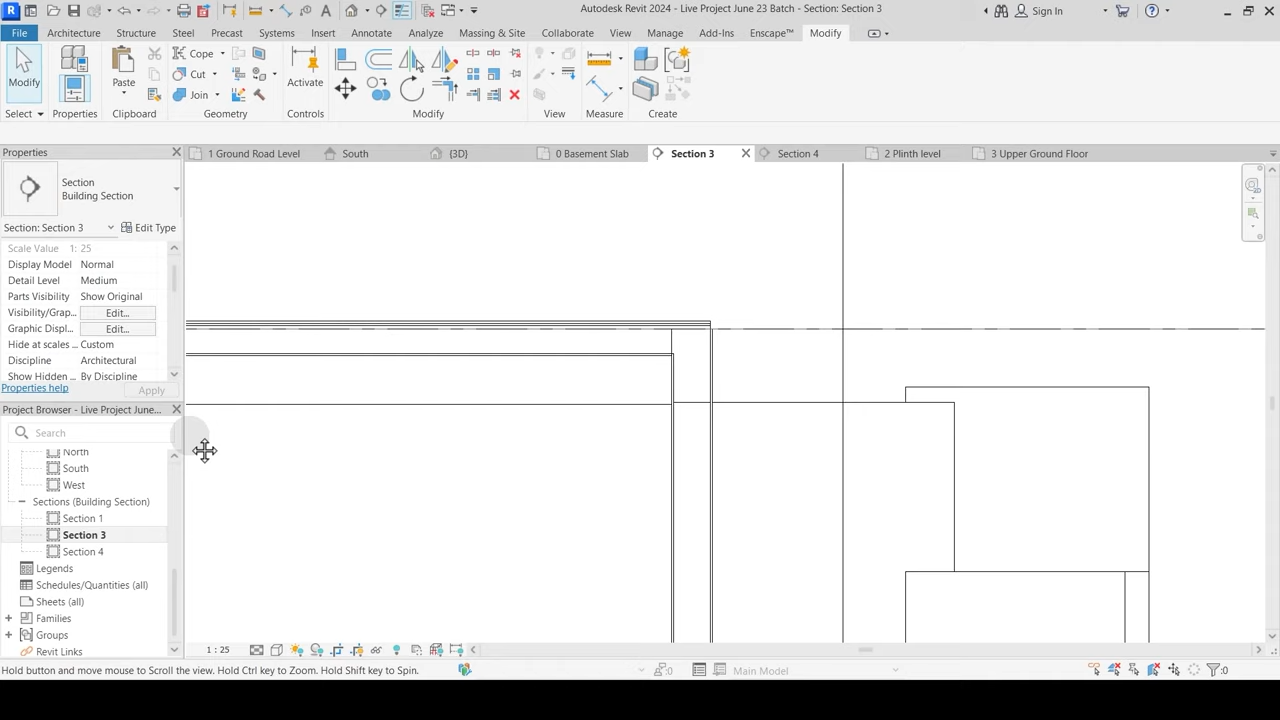 Autodesk Revit 2024 - Live Project June 23 Batch - Section: Section 3
Sign In
File
Architecture
Structure
Steel
Precast
Systems
Insert
Annotate
Analyze
Massing & Site
Collaborate
View
Manage
Add-Ins
Enscape™
Modify
Modify
Paste
Cope
Cut
Join
Activate
Select
Properties
Clipboard
Geometry
Controls
Modify
View
Measure
Create
Properties
1 Ground Road Level
South
{3D}
0 Basement Slab
Section 3
Section 4
2 Plinth level
3 Upper Ground Floor
Section
Building Section
Section: Section 3
Edit Type
Scale Value 1: 25
Display Model Normal
Detail Level Medium
Parts Visibility Show Original
Visibility/Grap... Edit...
Graphic Displ... Edit...
Hide at scales ... Custom
Discipline Architectural
Show Hidden ... By Discipline
Properties help
Apply
Project Browser - Live Project June...
Search
North
South
West
Sections (Building Section)
Section 1
Section 3
Section 4
Legends
Schedules/Quantities (all)
Sheets (all)
Families
Groups
Revit Links
1 : 25
Hold button and move mouse to Scroll the view. Hold Ctrl key to Zoom. Hold Shift key to Spin.
:0
Main Model
:0